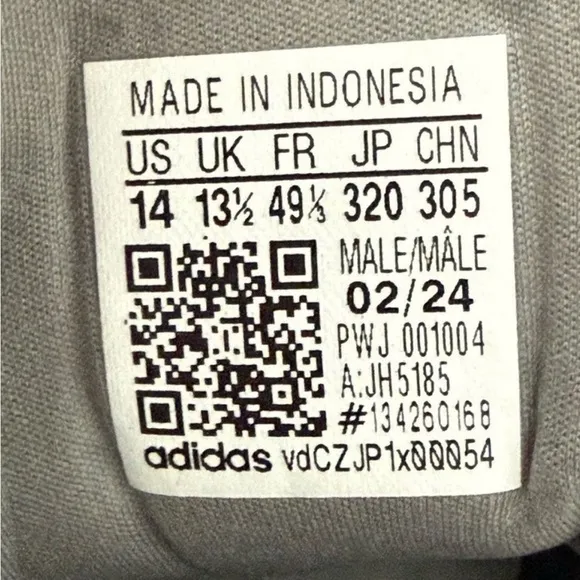 MADE IN INDONESIA
US UK FR JP CHN
14 13½ 49⅓ 320 305
MALE/MÂLE
02/24
PWJ 001004
A:JH5185
#134260168
adidas vdCZJP1x00054